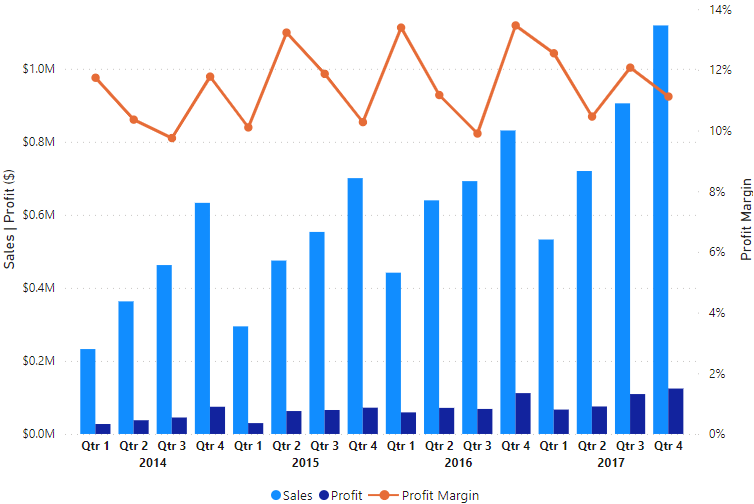 14%
$1.0M
12%
$0.8M
10%
Sales | Profit ($)
$0.6M
8%
Profit Margin
6%
$0.4M
4%
$0.2M
2%
$0.0M
0%
Qtr 1 Qtr 2 Qtr 3 Qtr 4 Qtr 1 Qtr 2 Qtr 3 Qtr 4 Qtr 1 Qtr 2 Qtr 3 Qtr 4 Qtr 1 Qtr 2 Qtr 3 Qtr 4
2014 2015 2016 2017
Sales Profit Profit Margin